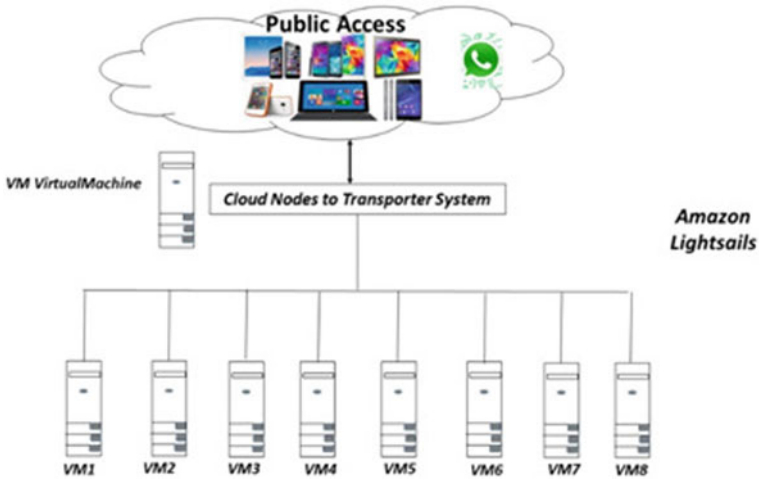 Public Access
VM VirtualMachine
Cloud Nodes to Transporter System
Amazon
Lightsails
VM1 VM2 VM3 VM4 VM5 VM6 VM7 VM8